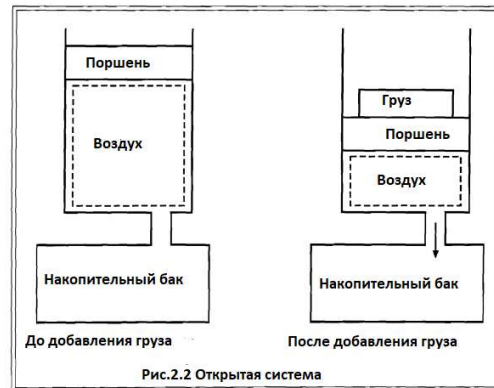 Поршень
Воздух
Накопительный бак
До добавления груза
Груз
Поршень
Воздух
Накопительный бак
После добавления груза
Рис.2.2 Открытая система